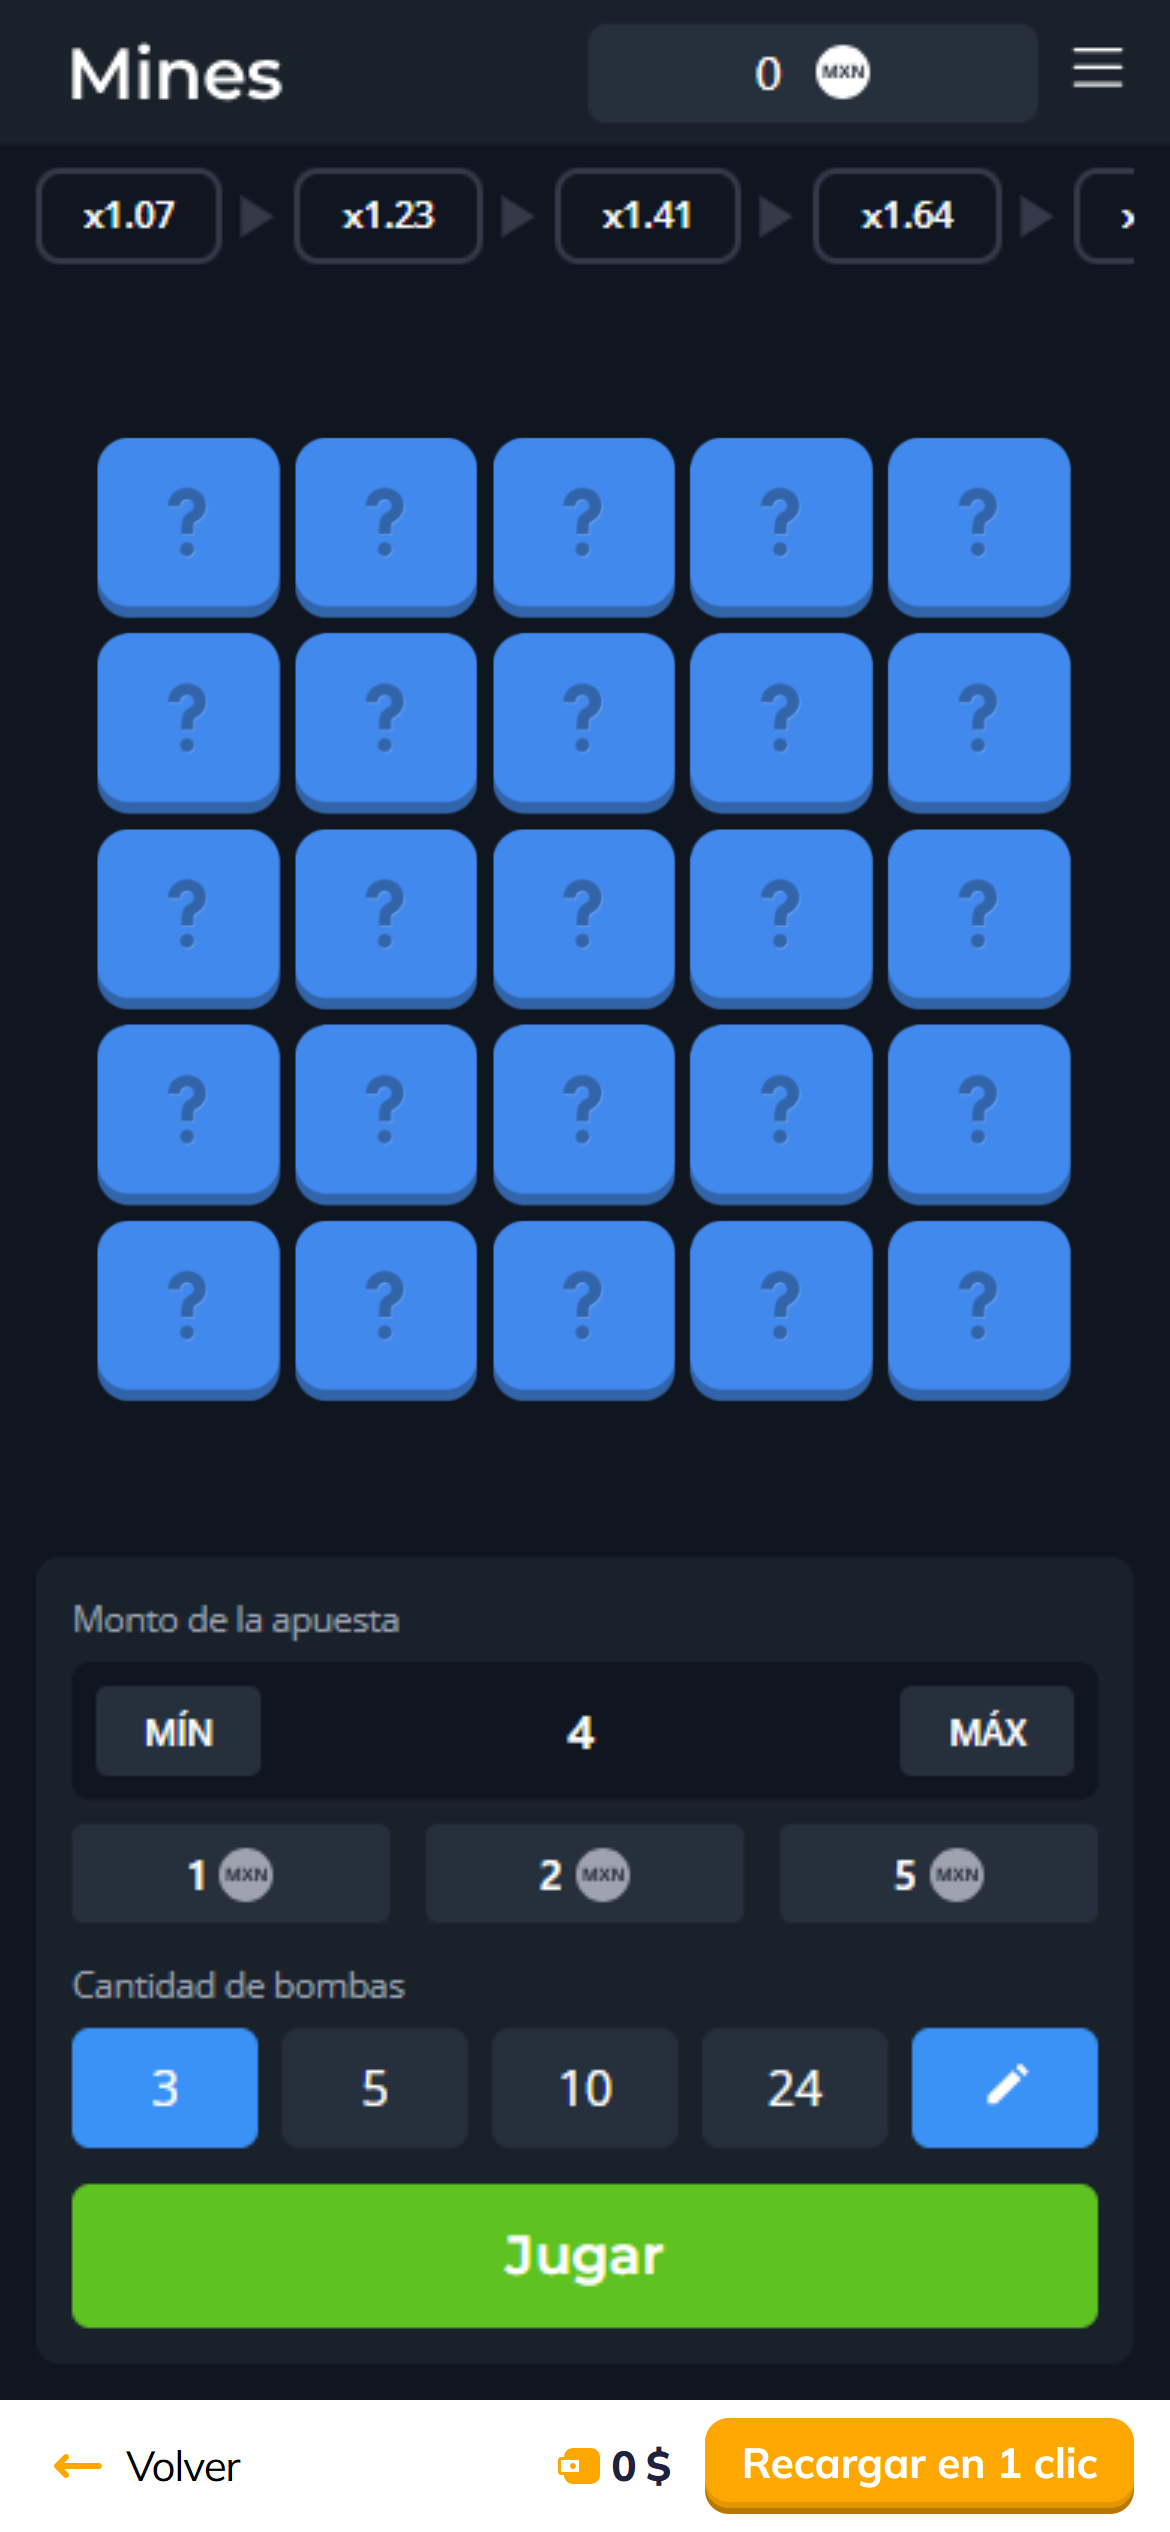 Mines 0 MXN
x1.07 x1.23 x1.41 x1.64
? ? ? ? ?
? ? ? ? ?
? ? ? ? ?
? ? ? ? ?
? ? ? ? ?
Monto de la apuesta
MÍN 4 MÁX
1 MXN 2 MXN 5 MXN
Cantidad de bombas
3 5 10 24
Jugar
Volver 0 $ Recargar en 1 clic